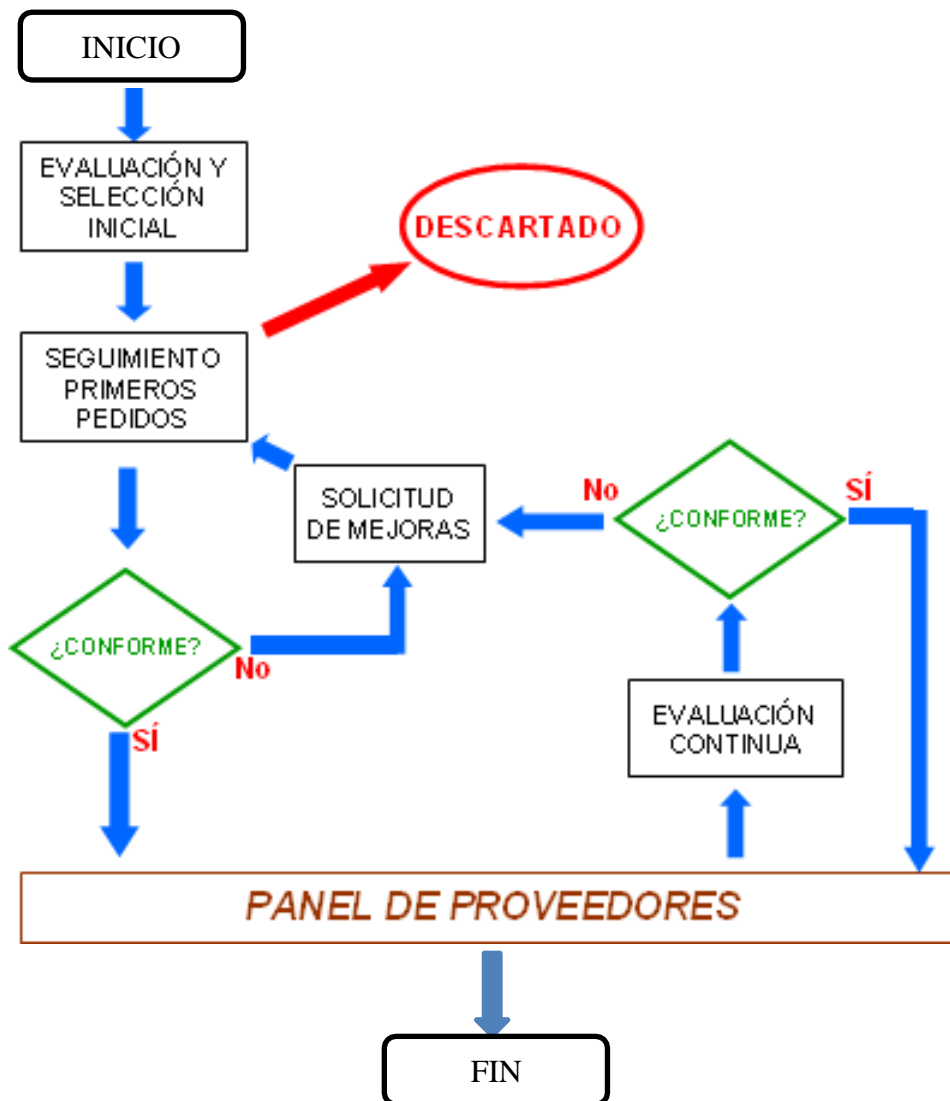 INICIO
EVALUACIÓN Y
SELECCIÓN
INICIAL
DESCARTADO
SEGUIMIENTO
PRIMEROS
PEDIDOS
SOLICITUD
DE MEJORAS
No
¿CONFORME?
SÍ
¿CONFORME?
No
SÍ
EVALUACIÓN
CONTINUA
PANEL DE PROVEEDORES
FIN